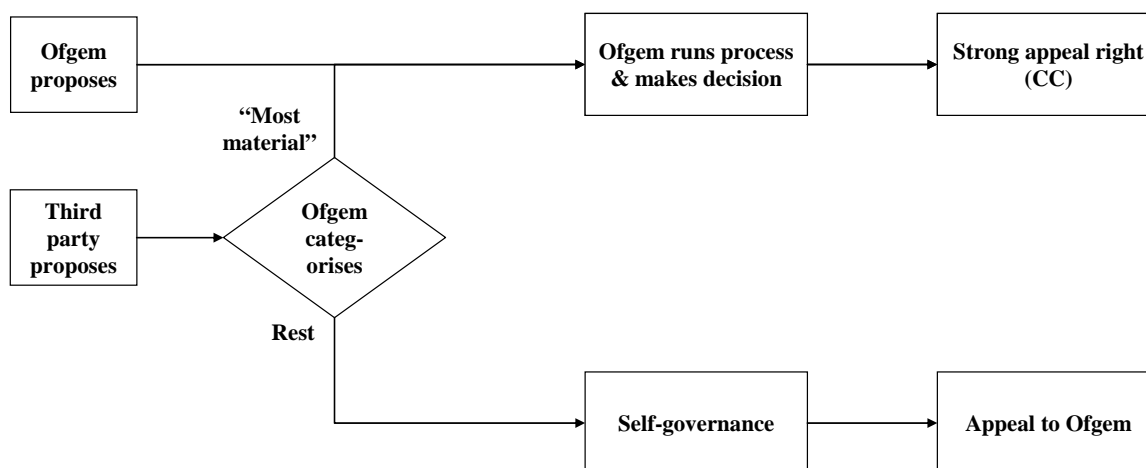 Ofgem
proposes
Ofgem runs process
& makes decision
Strong appeal right
(CC)
“Most
material”
Third
party
proposes
Ofgem
categ-
orises
Rest
Self-governance
Appeal to Ofgem